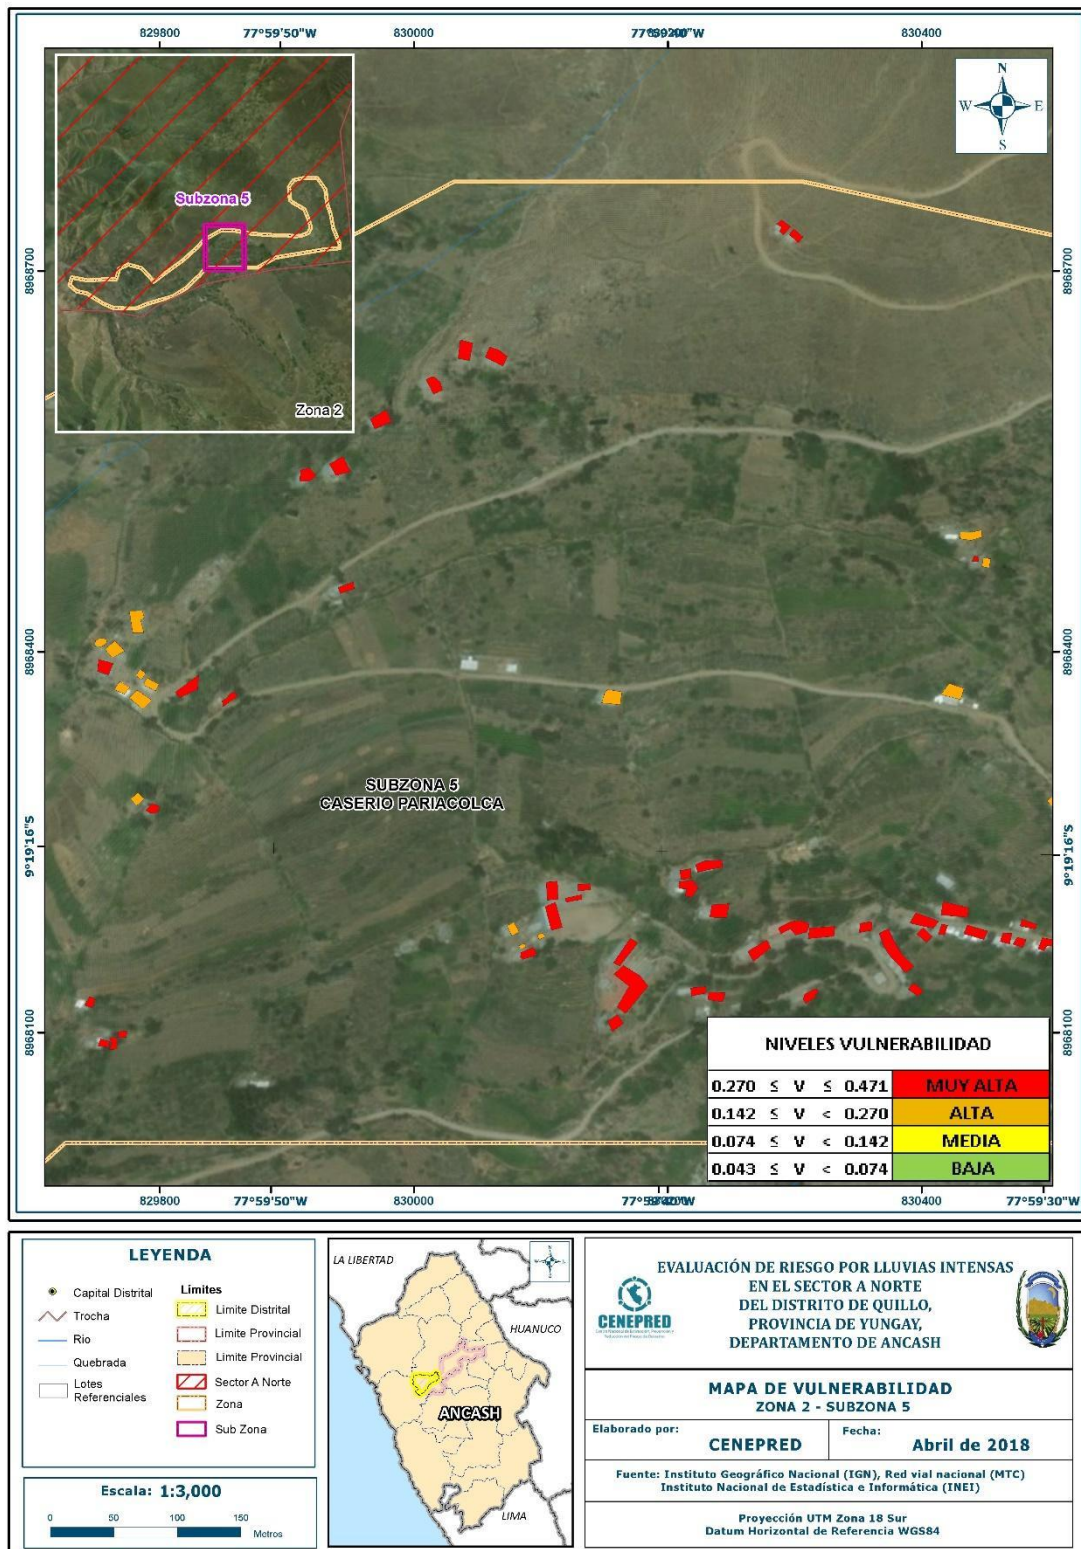 829800
77°59'50"W
830000
830400
N
W
E
S
Subzona 5
Zona 2
8968700
8968700
8968400
8968400
SUBZONA 5
CASERIO PARIACOLCA
9°19'16"S
9°19'16"S
8968100
8968100
NIVELES VULNERABILIDAD
0.270 ≤ V ≤ 0.471 MUY ALTA
0.142 ≤ V < 0.270 ALTA
0.074 ≤ V < 0.142 MEDIA
0.043 ≤ V < 0.074 BAJA
829800
77°59'50"W
830000
830400
77°59'30"W
LEYENDA
Capital Distrital
Trocha
Rio
Quebrada
Lotes
Referenciales
Limites
Limite Distrital
Limite Provincial
Limite Provincial
Sector A Norte
Zona
Sub Zona
Escala: 1:3,000
0 50 100 150
Metros
LA LIBERTAD
HUANUCO
ANCASH
LIMA
CENEPRED
EVALUACIÓN DE RIESGO POR LLUVIAS INTENSAS
EN EL SECTOR A NORTE
DEL DISTRITO DE QUILLO,
PROVINCIA DE YUNGAY,
DEPARTAMENTO DE ANCASH
MAPA DE VULNERABILIDAD
ZONA 2 - SUBZONA 5
Elaborado por:
CENEPRED
Fecha:
Abril de 2018
Fuente: Instituto Geográfico Nacional (IGN), Red vial nacional (MTC)
Instituto Nacional de Estadística e Informática (INEI)
Proyección UTM Zona 18 Sur
Datum Horizontal de Referencia WGS84